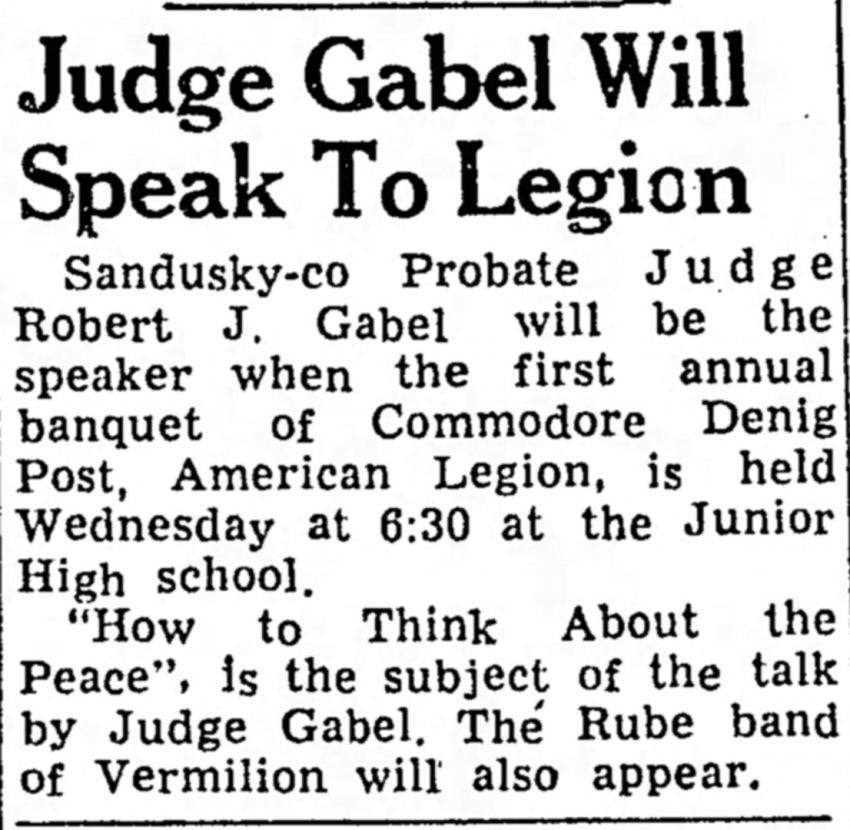 Judge Gabel Will
Speak To Legion
Sandusky-co Probate Judge
Robert J. Gabel will be the
speaker when the first annual
banquet of Commodore Denig
Post, American Legion, is held
Wednesday at 6:30 at the Junior
High school.
"How to Think About the
Peace", is the subject of the talk
by Judge Gabel. The Rube band
of Vermilion will also appear.